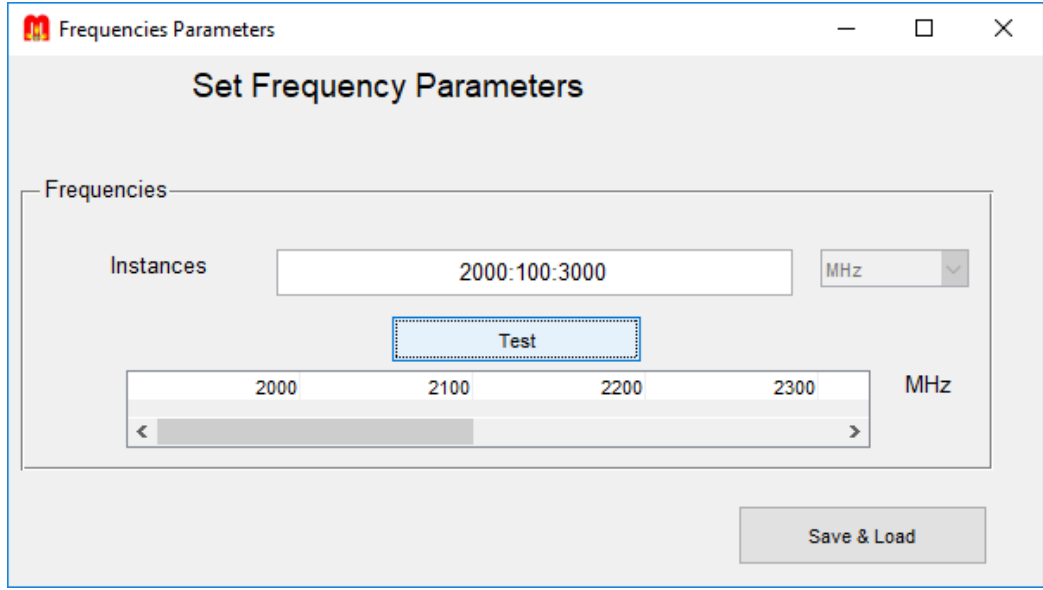 Frequencies Parameters
Set Frequency Parameters
Frequencies
Instances 2000:100:3000 MHz
Test
2000 2100 2200 2300 MHz
Save & Load